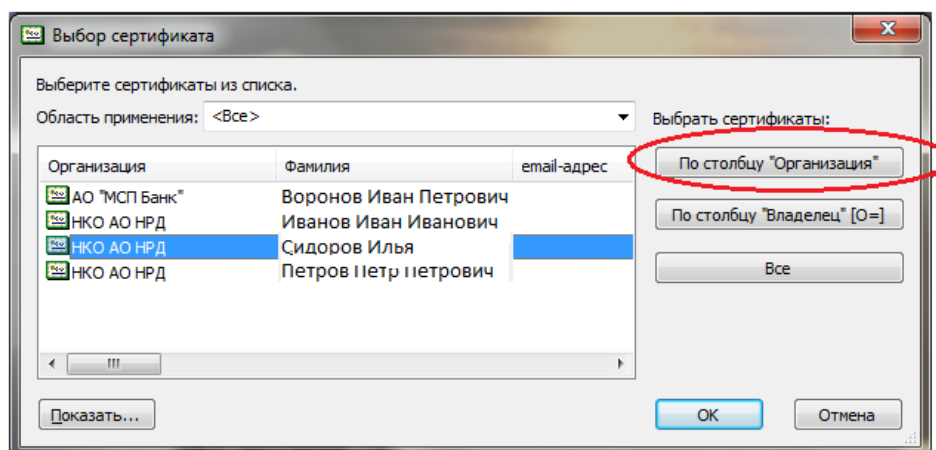 Выбор сертификата
Выберите сертификаты из списка.
Область применения: <Все>
Выбрать сертификаты:
Организация Фамилия email-адрес
АО "МСП Банк" Воронов Иван Петрович
НКО АО НРД Иванов Иван Иванович
НКО АО НРД Сидоров Илья
НКО АО НРД Петров Петр Петрович
По столбцу "Организация"
По столбцу "Владелец" [O=]
Все
Показать...
OK
Отмена